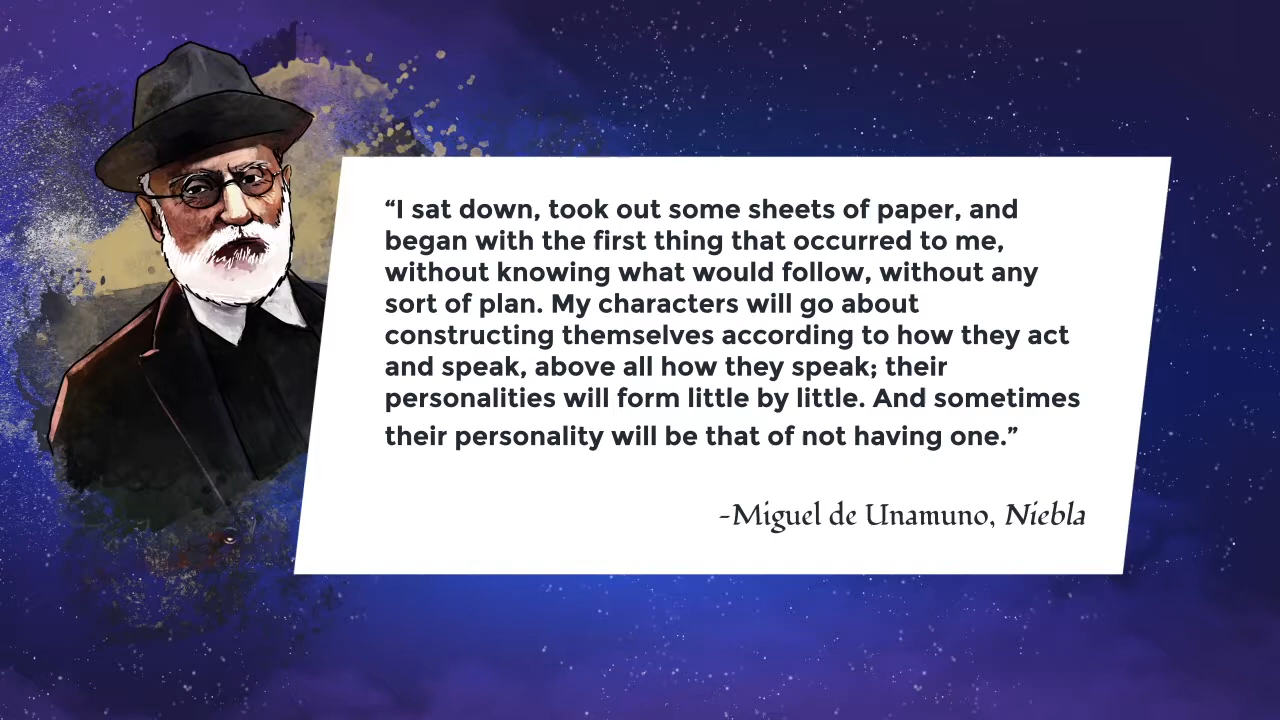 “I sat down, took out some sheets of paper, and
began with the first thing that occurred to me,
without knowing what would follow, without any
sort of plan. My characters will go about
constructing themselves according to how they act
and speak, above all how they speak; their
personalities will form little by little. And sometimes
their personality will be that of not having one.”
-Miguel de Unamuno, Niebla